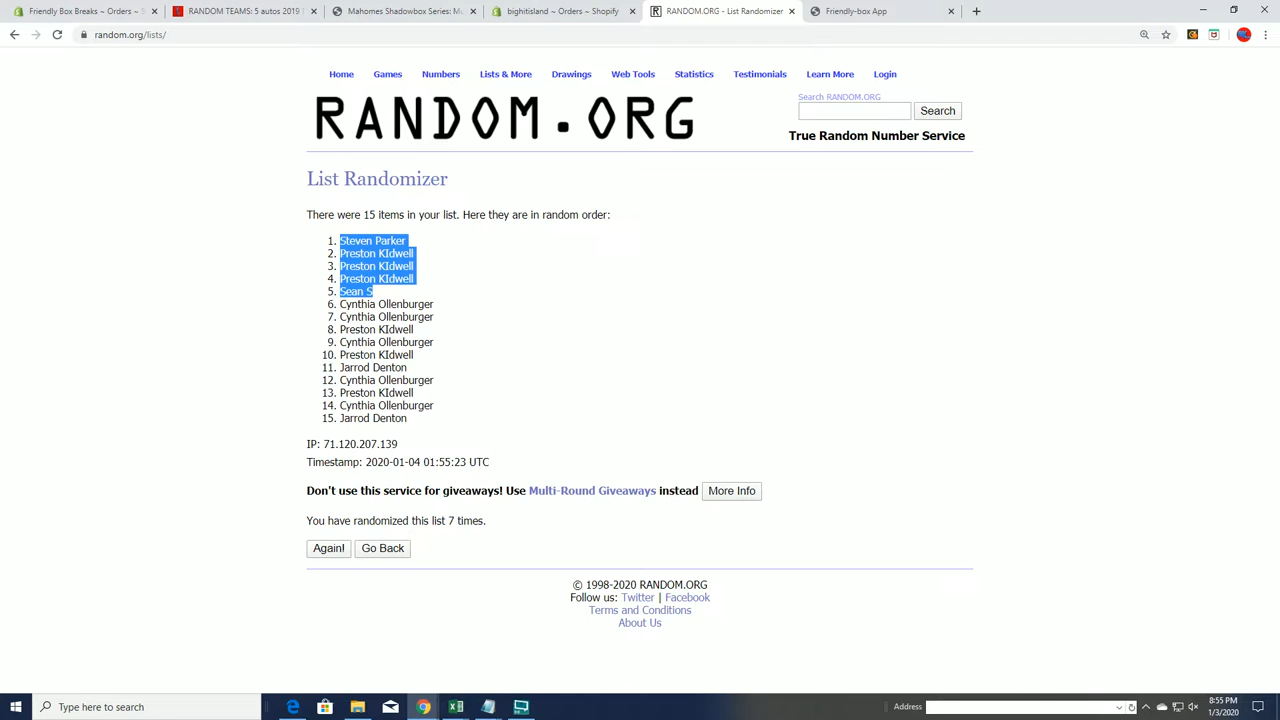 Friendly Box Breaks ~ Orders ~ S
RANDOM TEAMS: 5 autos 2019
Mahomes Shadowbox Series Mu
bightitisland ~ Orders ~ Shopify
RANDOM.ORG - List Randomizer
Friendly-box App
random.org/lists/
Home Games Numbers Lists & More Drawings Web Tools Statistics Testimonials Learn More Login
RANDOM.ORG
Search RANDOM.ORG
Search
True Random Number Service
List Randomizer
There were 15 items in your list. Here they are in random order:
1. Steven Parker
2. Preston KIdwell
3. Preston KIdwell
4. Preston KIdwell
5. Sean S
6. Cynthia Ollenburger
7. Cynthia Ollenburger
8. Preston KIdwell
9. Cynthia Ollenburger
10. Preston KIdwell
11. Jarrod Denton
12. Cynthia Ollenburger
13. Preston KIdwell
14. Cynthia Ollenburger
15. Jarrod Denton
IP: 71.120.207.139
Timestamp: 2020-01-04 01:55:23 UTC
Don't use this service for giveaways! Use Multi-Round Giveaways instead More Info
You have randomized this list 7 times.
Again! Go Back
© 1998-2020 RANDOM.ORG
Follow us: Twitter | Facebook
Terms and Conditions
About Us
Type here to search
Address
8:55 PM
1/3/2020